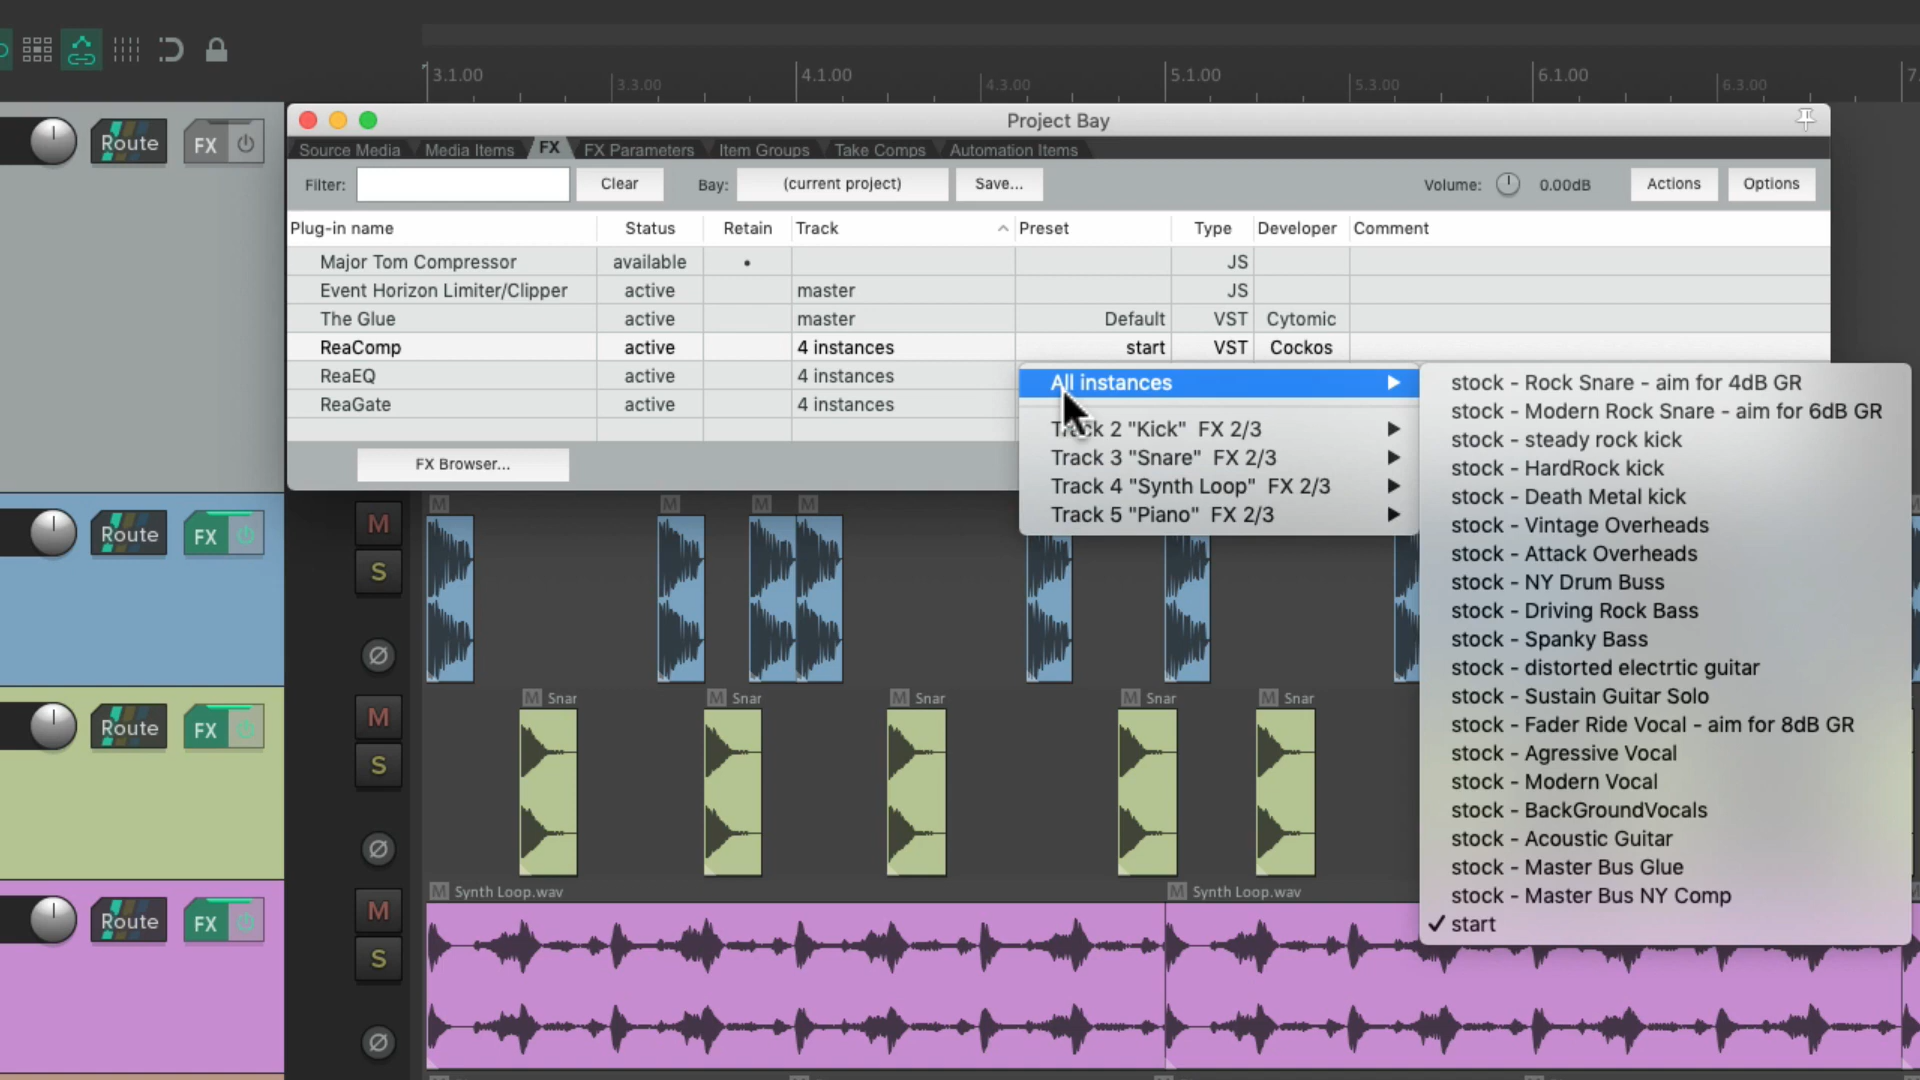 3.1.00 4.1.00 5.1.00 6.1.00 7.
3.3.00 4.3.00 5.3.00 6.3.00
Project Bay
Route FX
Source Media Media Items FX FX Parameters Item Groups Take Comps Automation Items
Filter: Clear Bay: (current project) Save... Volume: 0.00dB Actions Options
Plug-in name Status Retain Track Preset Type Developer Comment
Major Tom Compressor available • JS
Event Horizon Limiter/Clipper active master JS
The Glue active master Default VST Cytomic
ReaComp active 4 instances start VST Cockos
ReaEQ active 4 instances
ReaGate active 4 instances
FX Browser...
All instances
Track 2 "Kick" FX 2/3
Track 3 "Snare" FX 2/3
Track 4 "Synth Loop" FX 2/3
Track 5 "Piano" FX 2/3
stock - Rock Snare - aim for 4dB GR
stock - Modern Rock Snare - aim for 6dB GR
stock - steady rock kick
stock - HardRock kick
stock - Death Metal kick
stock - Vintage Overheads
stock - Attack Overheads
stock - NY Drum Buss
stock - Driving Rock Bass
stock - Spanky Bass
stock - distorted electrtic guitar
stock - Sustain Guitar Solo
stock - Fader Ride Vocal - aim for 8dB GR
stock - Agressive Vocal
stock - Modern Vocal
stock - BackGroundVocals
stock - Acoustic Guitar
stock - Master Bus Glue
stock - Master Bus NY Comp
✓ start
M M M M
Route FX M
S
Ø
M Snar M Snar M Snar M Snar M Snar
Route FX M
S
Ø
M Synth Loop.wav M Synth Loop.wav
Route FX M
S
Ø